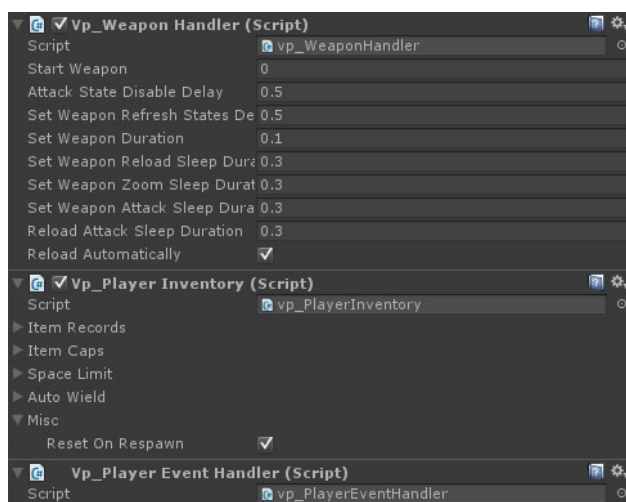 Vp_Weapon Handler (Script)
Script vp_WeaponHandler
Start Weapon 0
Attack State Disable Delay 0.5
Set Weapon Refresh States De 0.5
Set Weapon Duration 0.1
Set Weapon Reload Sleep Dura 0.3
Set Weapon Zoom Sleep Durat 0.3
Set Weapon Attack Sleep Dura 0.3
Reload Attack Sleep Duration 0.3
Reload Automatically
Vp_Player Inventory (Script)
Script vp_PlayerInventory
Item Records
Item Caps
Space Limit
Auto Wield
Misc
Reset On Respawn
Vp_Player Event Handler (Script)
Script vp_PlayerEventHandler